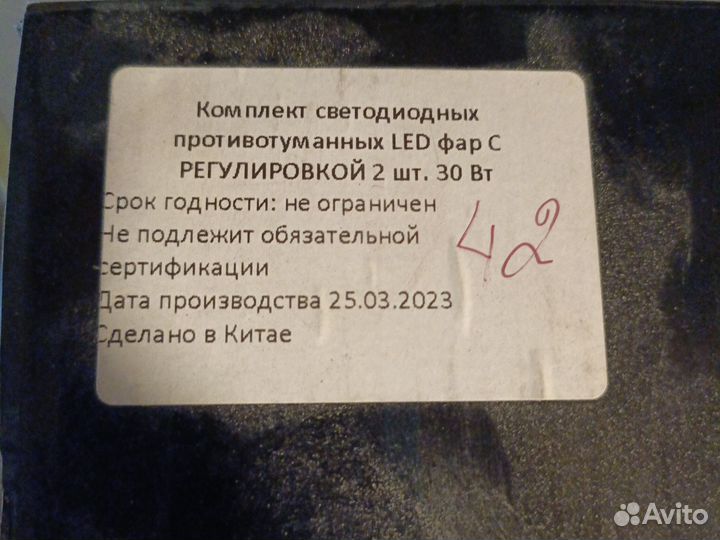 Комплект светодиодных
противотуманных LED фар С
РЕГУЛИРОВКОЙ 2 шт. 30 Вт
Срок годности: не ограничен
Не подлежит обязательной
сертификации
Дата производства 25.03.2023
Сделано в Китае
42
Avito